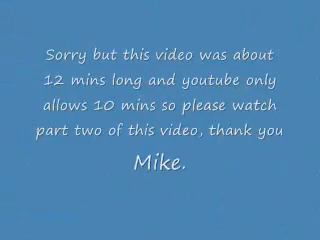 Sorry but this video was about
12 mins long and youtube only
allows 10 mins so please watch
part two of this video, thank you
Mike.